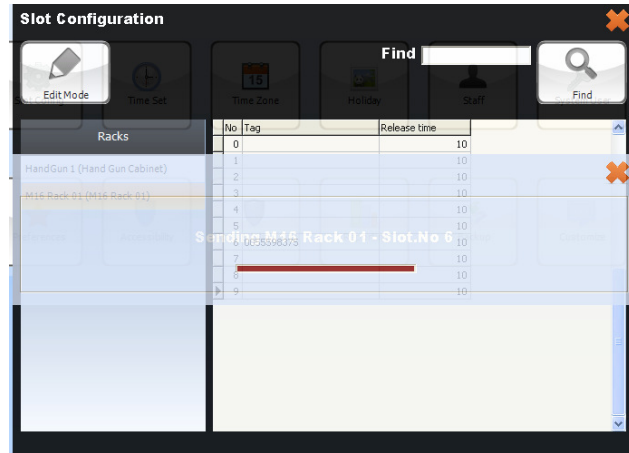 Slot Configuration
Find
Edit Mode
Time Set
15
Time Zone
Holiday
Staff
Find
Racks
No Tag Release time
0 10
HandGun 1 (Hand Gun Cabinet)
1 10
2 10
M16 Rack 01 (M16 Rack 01)
3 10
4 10
5 10
Sending M16 Rack 01 - Slot.No 6
6 0855598375 10
7 10
8 10
9 10